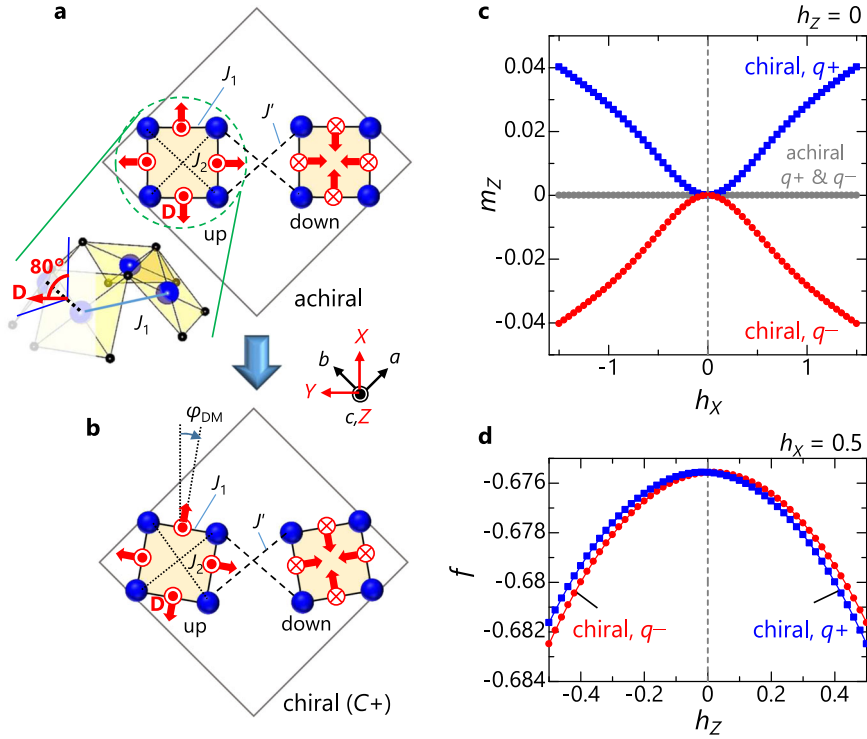 a
J1
J'
J2
D
up
down
80°
D
J1
achiral
X
b
a
Y
c,Z
b
φDM
J1
J'
J2
D
up
down
chiral (C+)
c
hZ = 0
0.04
0.02
0
-0.02
-0.04
mZ
chiral, q+
achiral
q+ & q−
chiral, q−
-1
0
1
hX
d
hX = 0.5
-0.676
-0.678
-0.68
-0.682
-0.684
f
chiral, q−
chiral, q+
-0.4
-0.2
0
0.2
0.4
hZ